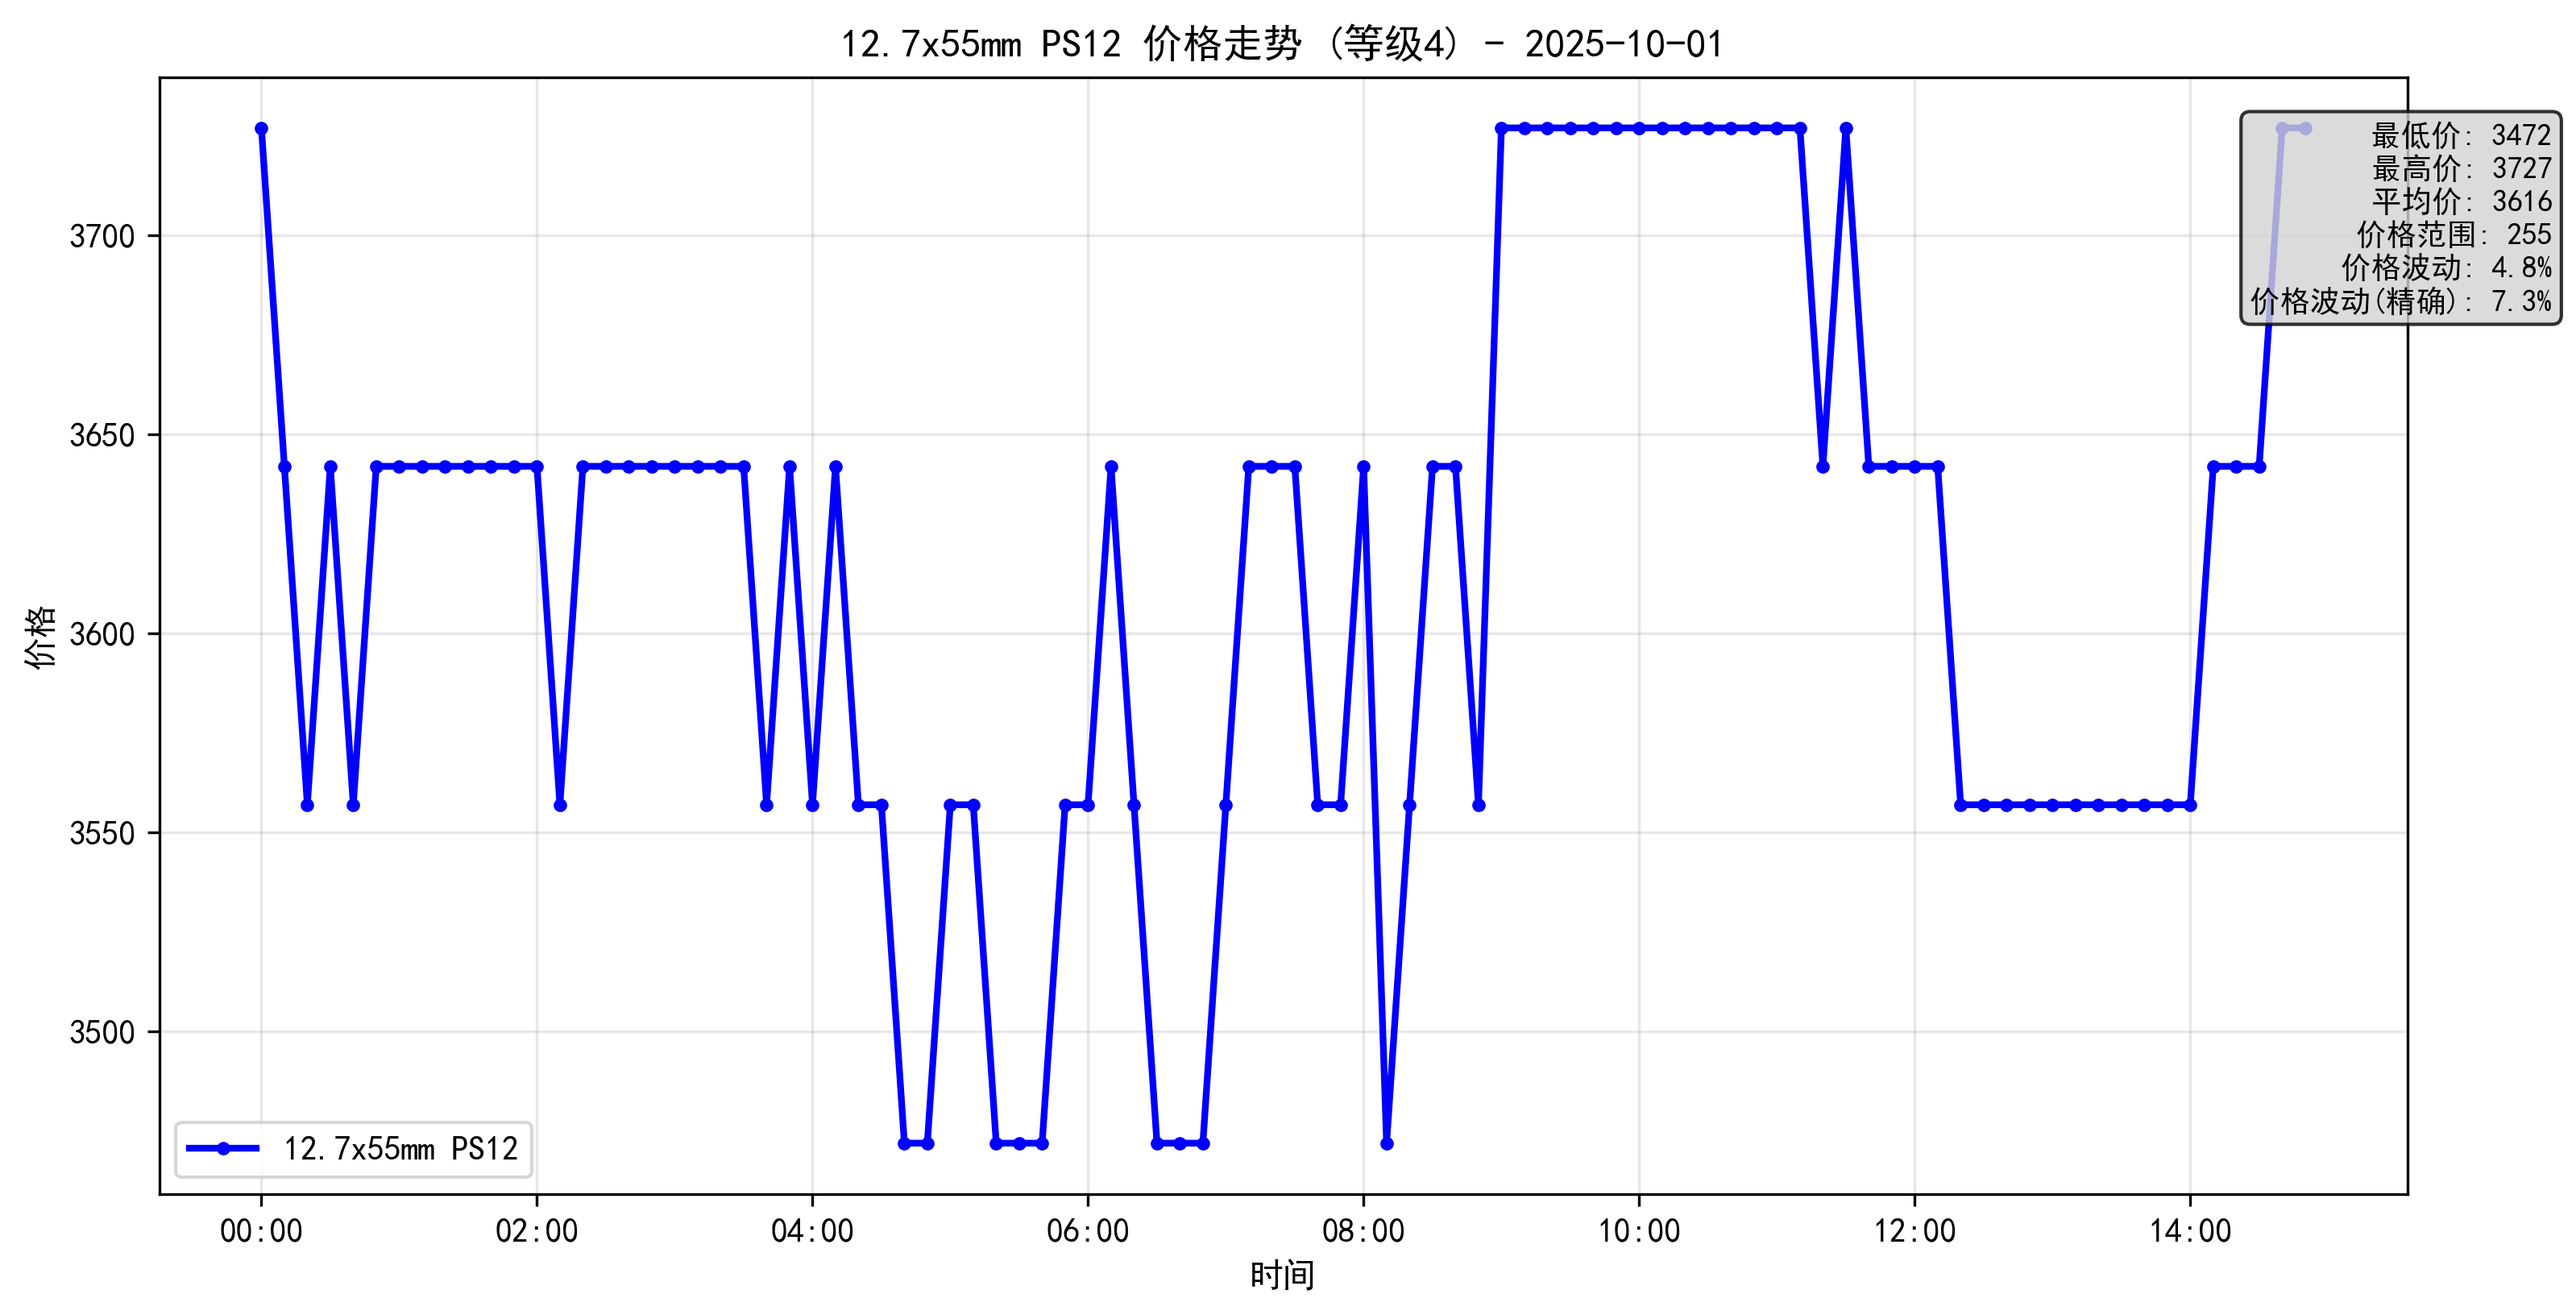 12.7x55mm PS12 价格走势 (等级4) - 2025-10-01
最低价: 3472
最高价: 3727
平均价: 3616
价格范围: 255
价格波动: 4.8%
价格波动(精确): 7.3%
3700
3650
3600
3550
3500
价格
12.7x55mm PS12
00:00 02:00 04:00 06:00 08:00 10:00 12:00 14:00
时间